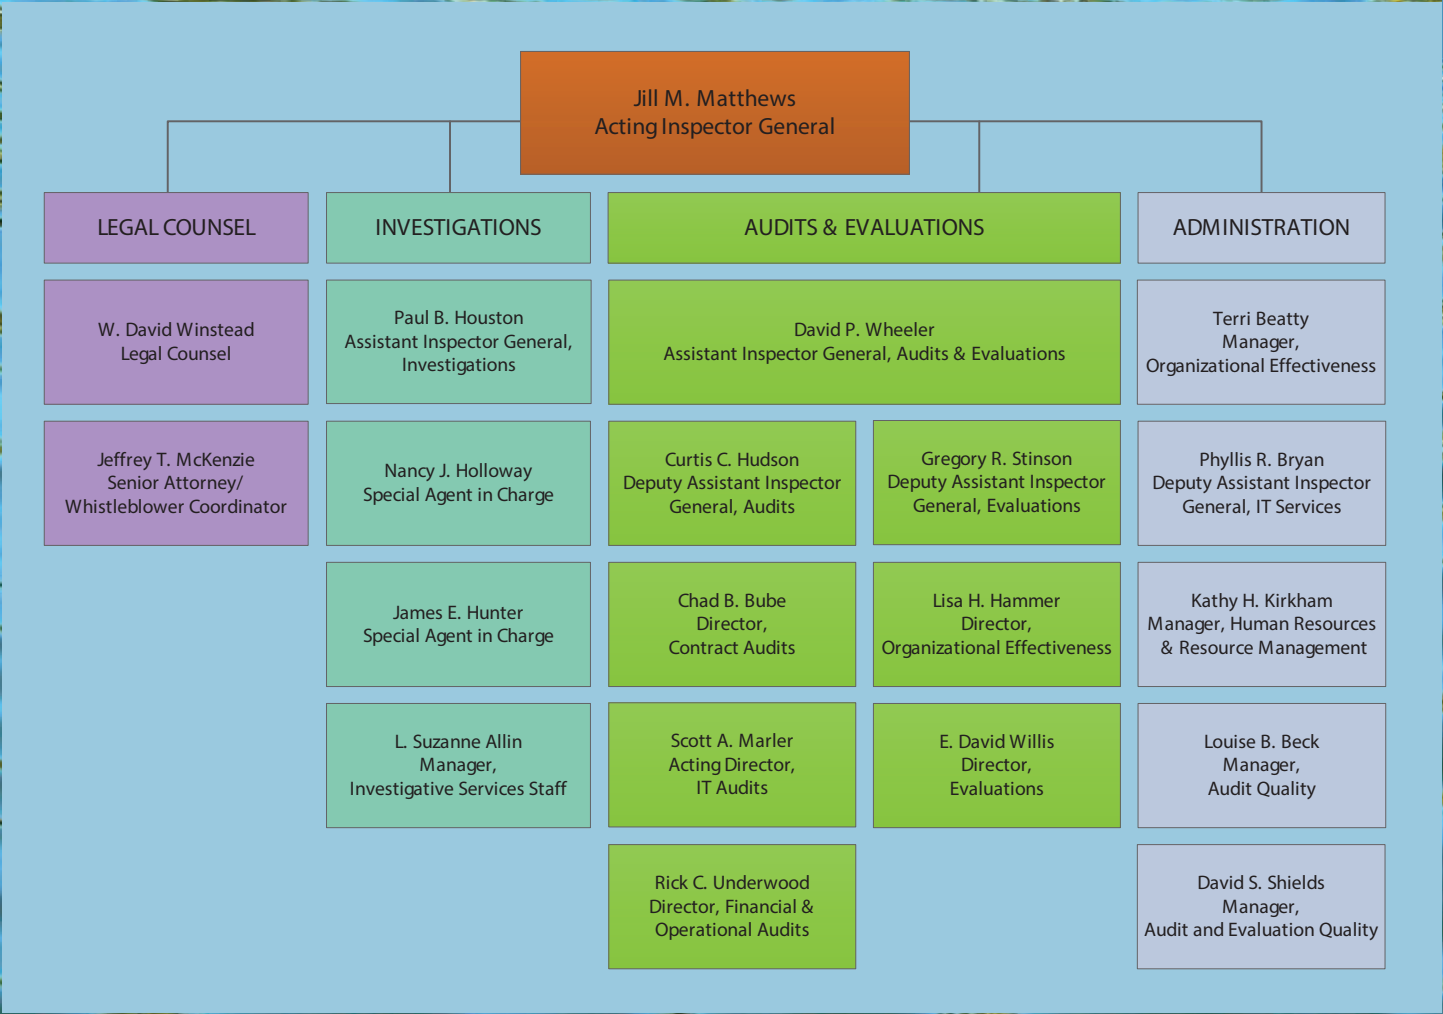 Jill M. Matthews
Acting Inspector General
LEGAL COUNSEL
W. David Winstead
Legal Counsel
Jeffrey T. McKenzie
Senior Attorney/
Whistleblower Coordinator
INVESTIGATIONS
Paul B. Houston
Assistant Inspector General,
Investigations
Nancy J. Holloway
Special Agent in Charge
James E. Hunter
Special Agent in Charge
L. Suzanne Allin
Manager,
Investigative Services Staff
AUDITS & EVALUATIONS
David P. Wheeler
Assistant Inspector General, Audits & Evaluations
Curtis C. Hudson
Deputy Assistant Inspector
General, Audits
Chad B. Bube
Director,
Contract Audits
Scott A. Marler
Acting Director,
IT Audits
Rick C. Underwood
Director, Financial &
Operational Audits
Gregory R. Stinson
Deputy Assistant Inspector
General, Evaluations
Lisa H. Hammer
Director,
Organizational Effectiveness
E. David Willis
Director,
Evaluations
ADMINISTRATION
Terri Beatty
Manager,
Organizational Effectiveness
Phyllis R. Bryan
Deputy Assistant Inspector
General, IT Services
Kathy H. Kirkham
Manager, Human Resources
& Resource Management
Louise B. Beck
Manager,
Audit Quality
David S. Shields
Manager,
Audit and Evaluation Quality